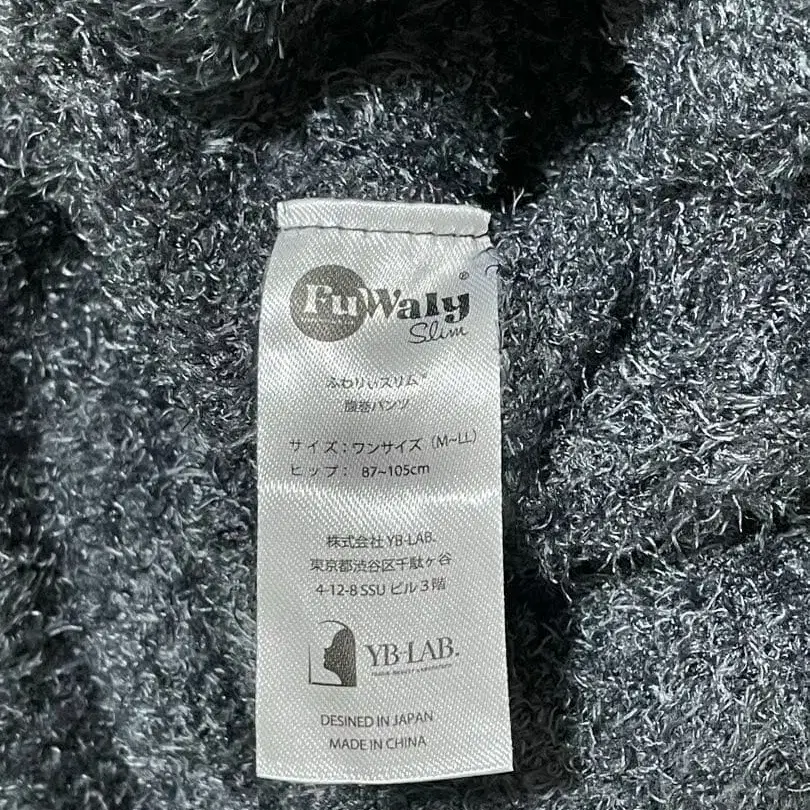 FuWaly®
Slim
ふわりぃスリム®
腹巻パンツ
サイズ：ワンサイズ（M~LL）
ヒップ： 87~105cm
株式会社 YB-LAB.
東京都渋谷区千駄ヶ谷
4-12-8 SSU ビル 3 階
YB-LAB.
DESINED IN JAPAN
MADE IN CHINA